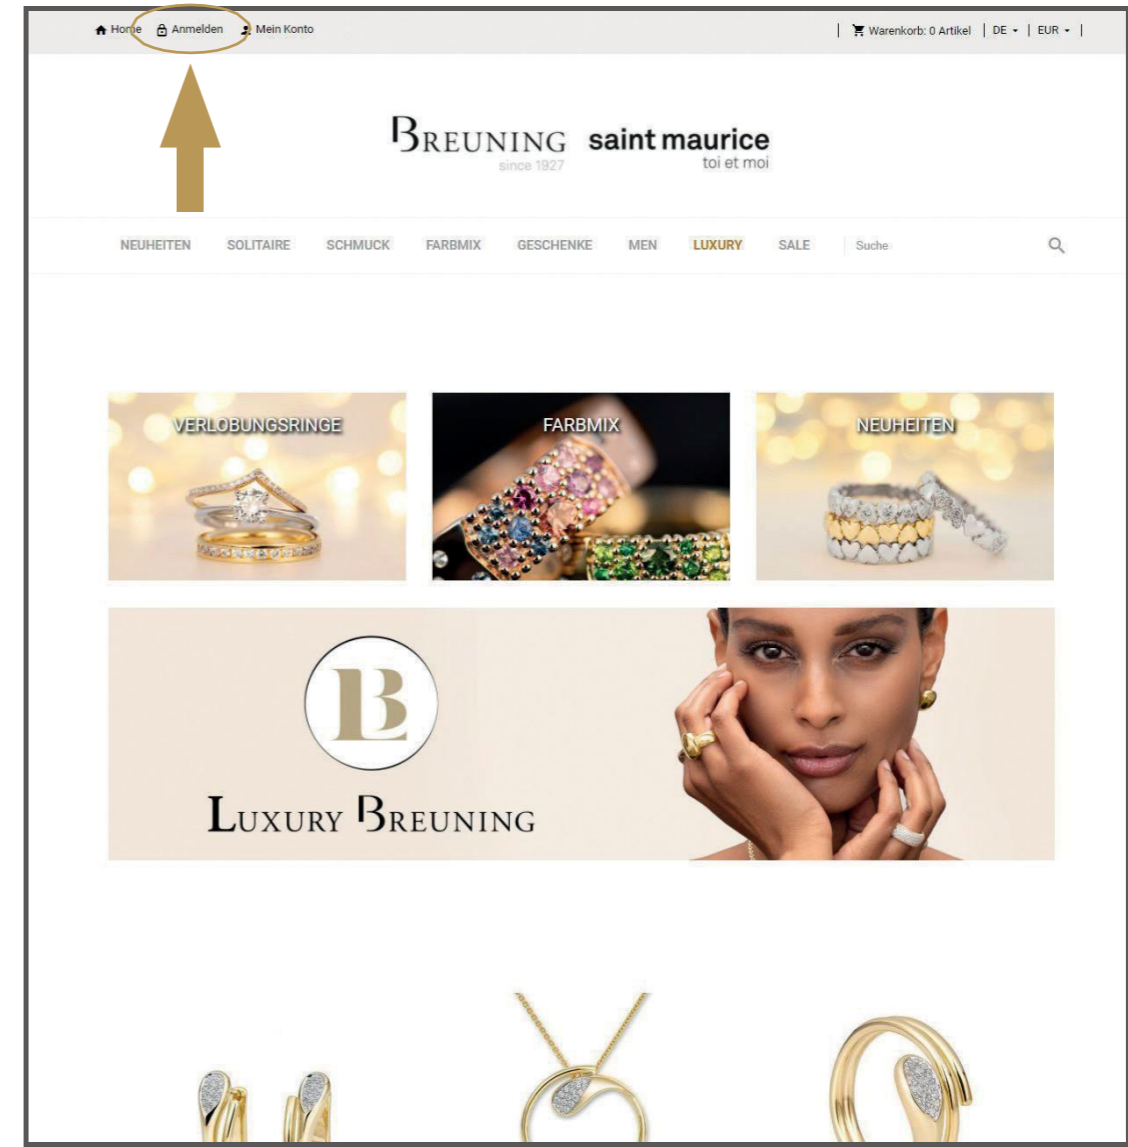 Home Anmelden Mein Konto | Warenkorb: 0 Artikel | DE | EUR |
BREUNING saint maurice
since 1927 toi et moi
NEUHEITEN SOLITAIRE SCHMUCK FARBMIX GESCHENKE MEN LUXURY SALE Suche
VERLOBUNGSRINGE FARBMIX NEUHEITEN
B
LUXURY BREUNING